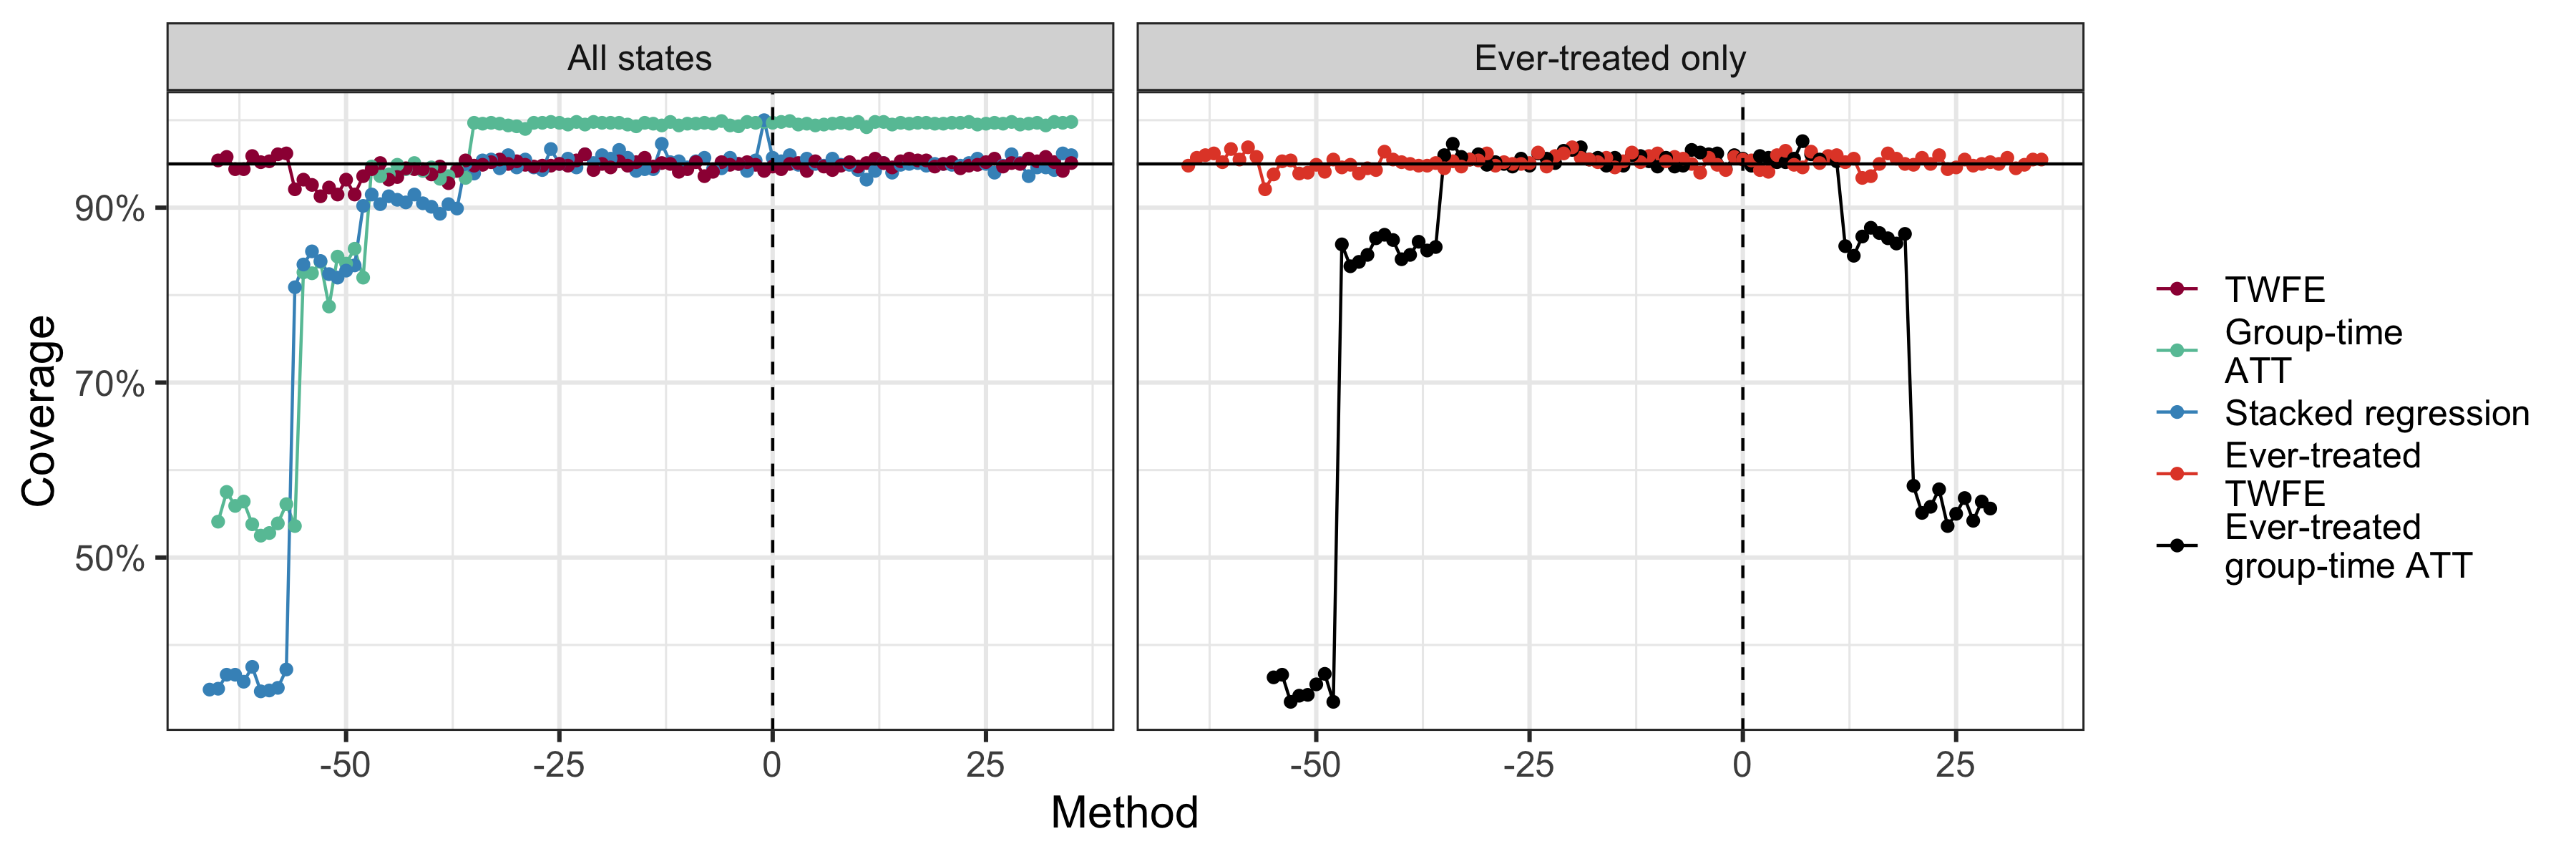 All states
Ever-treated only
Coverage
90%
70%
50%
-50
-25
0
25
-50
-25
0
25
Method
TWFE
Group-time
ATT
Stacked regression
Ever-treated
TWFE
Ever-treated
group-time ATT